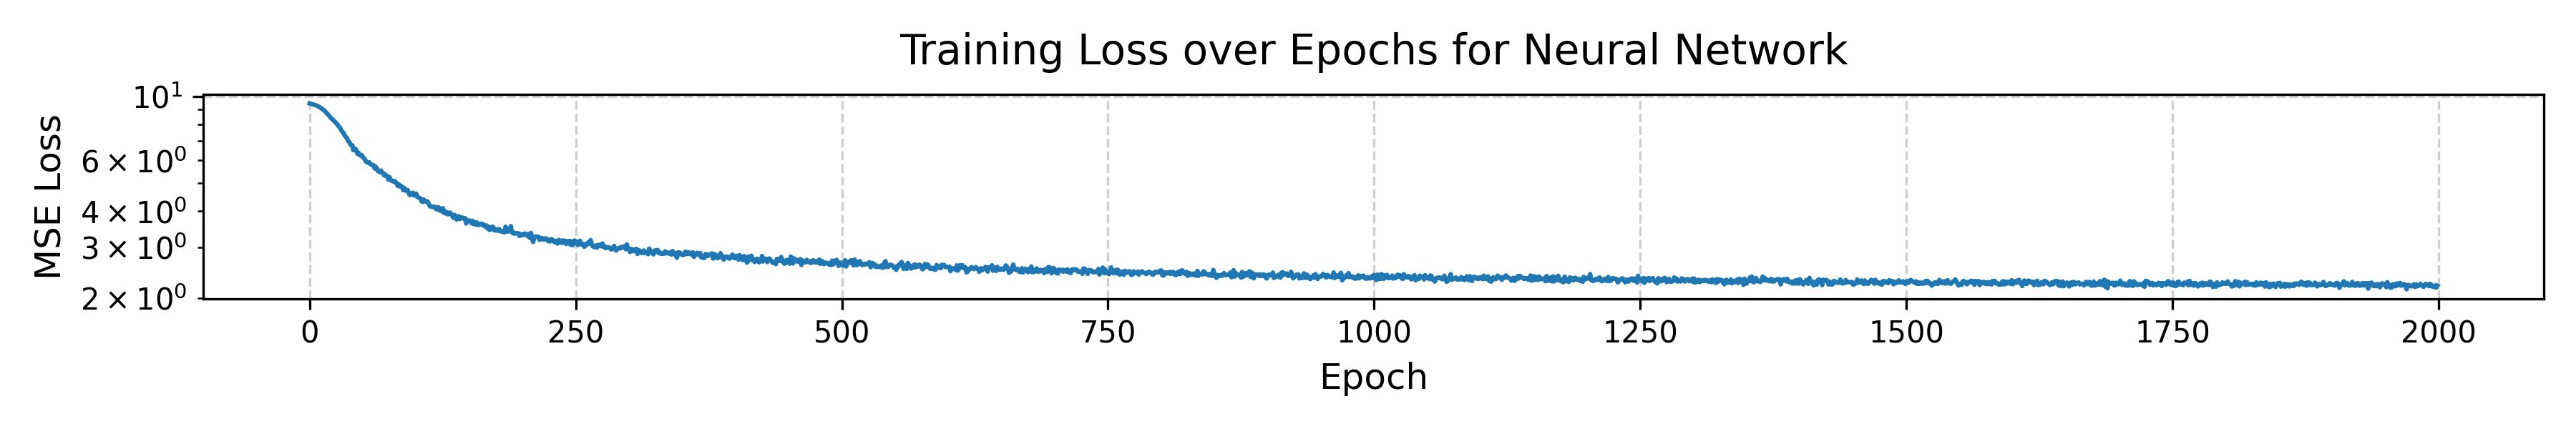 Training Loss over Epochs for Neural Network
MSE Loss
10¹
6 × 10⁰
4 × 10⁰
3 × 10⁰
2 × 10⁰
0 250 500 750 1000 1250 1500 1750 2000
Epoch